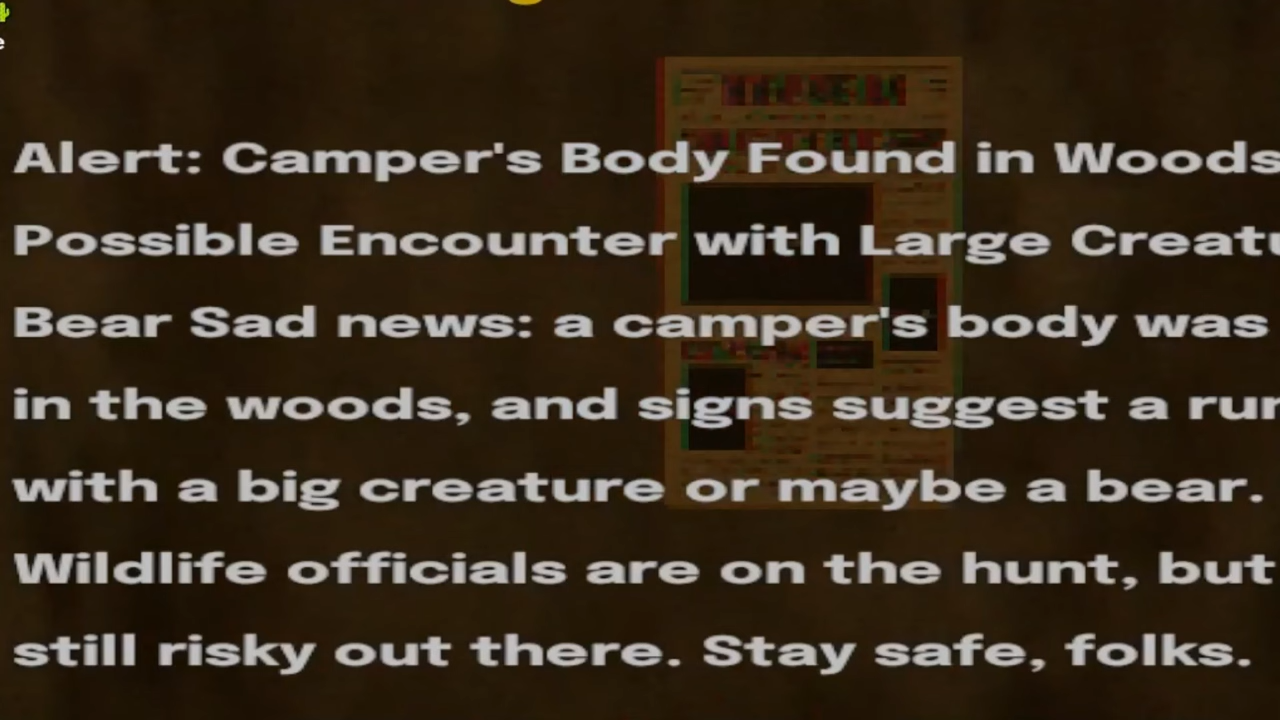 Alert: Camper's Body Found in Woods
Possible Encounter with Large
Bear Sad news: a camper's body was
in the woods, and signs suggest a
with a big creature or maybe a bear.
Wildlife officials are on the hunt, but
still risky out there. Stay safe, folks.